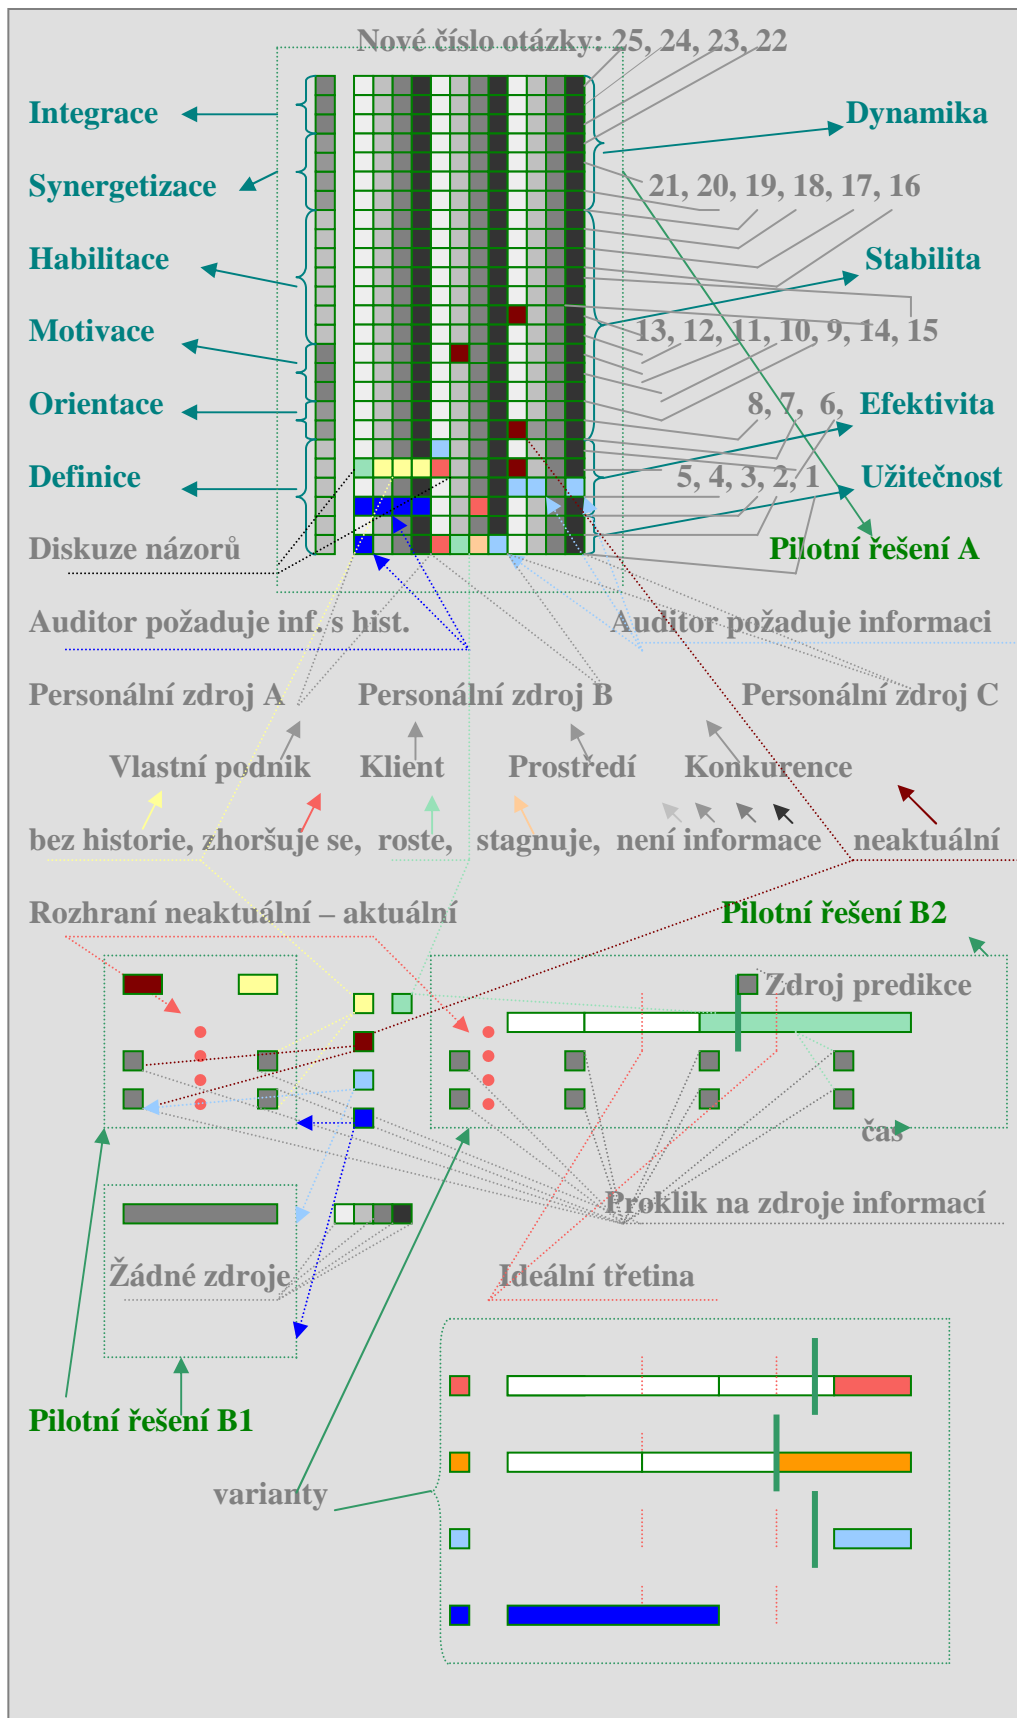 Nové číslo otázky: 25, 24, 23, 22
Integrace
Dynamika
Synergetizace
21, 20, 19, 18, 17, 16
Habilitace
Stabilita
Motivace
13, 12, 11, 10, 9, 14, 15
Orientace
8, 7, 6,
Efektivita
Definice
5, 4, 3, 2, 1
Užitečnost
Diskuze názorů
Pilotní řešení A
Auditor požaduje inf. s hist.
Auditor požaduje informaci
Personální zdroj A
Personální zdroj B
Personální zdroj C
Vlastní podnik
Klient
Prostředí
Konkurence
bez historie, zhoršuje se, roste, stagnuje, není informace neaktuální
Rozhraní neaktuální – aktuální
Pilotní řešení B2
Zdroj predikce
čas
Proklik na zdroje informací
Žádné zdroje
Ideální třetina
Pilotní řešení B1
varianty